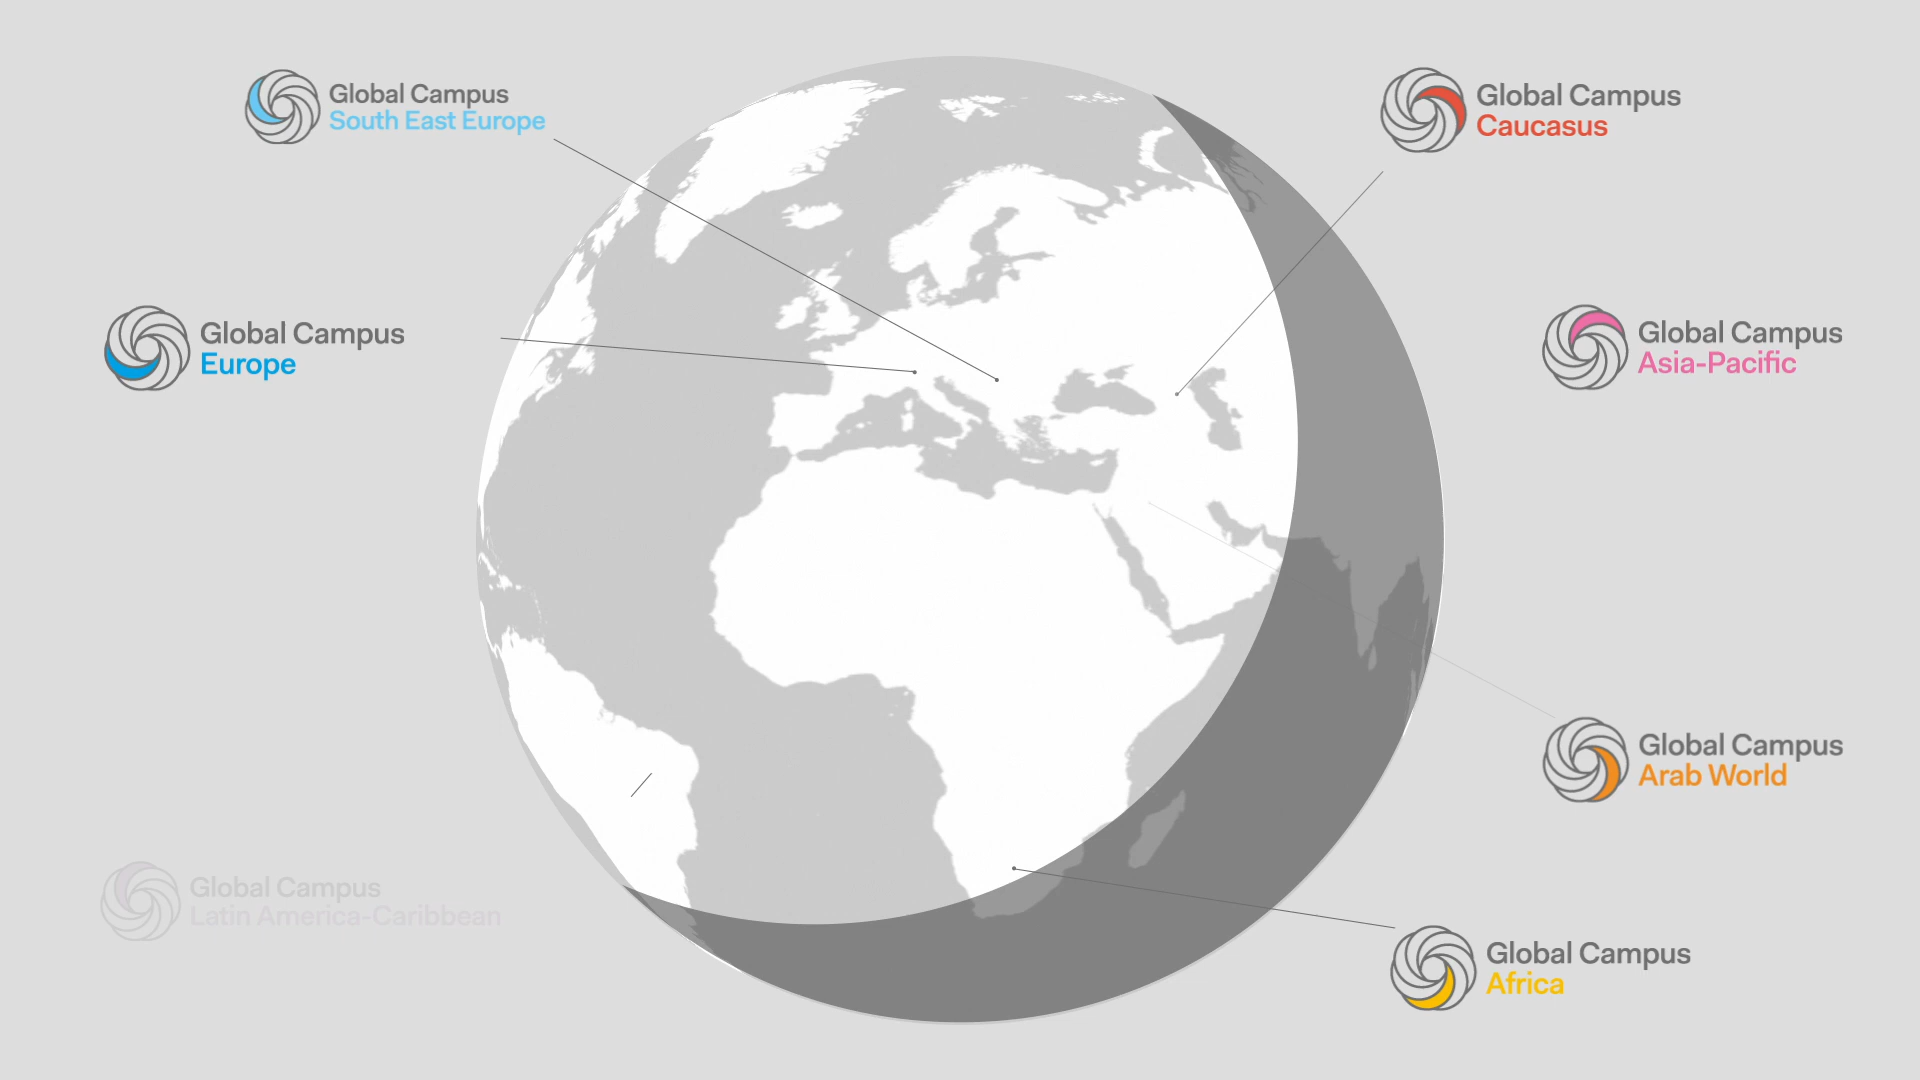 Global Campus
South East Europe
Global Campus
Caucasus
Global Campus
Europe
Global Campus
Asia-Pacific
Global Campus
Arab World
Global Campus
Latin America-Caribbean
Global Campus
Africa